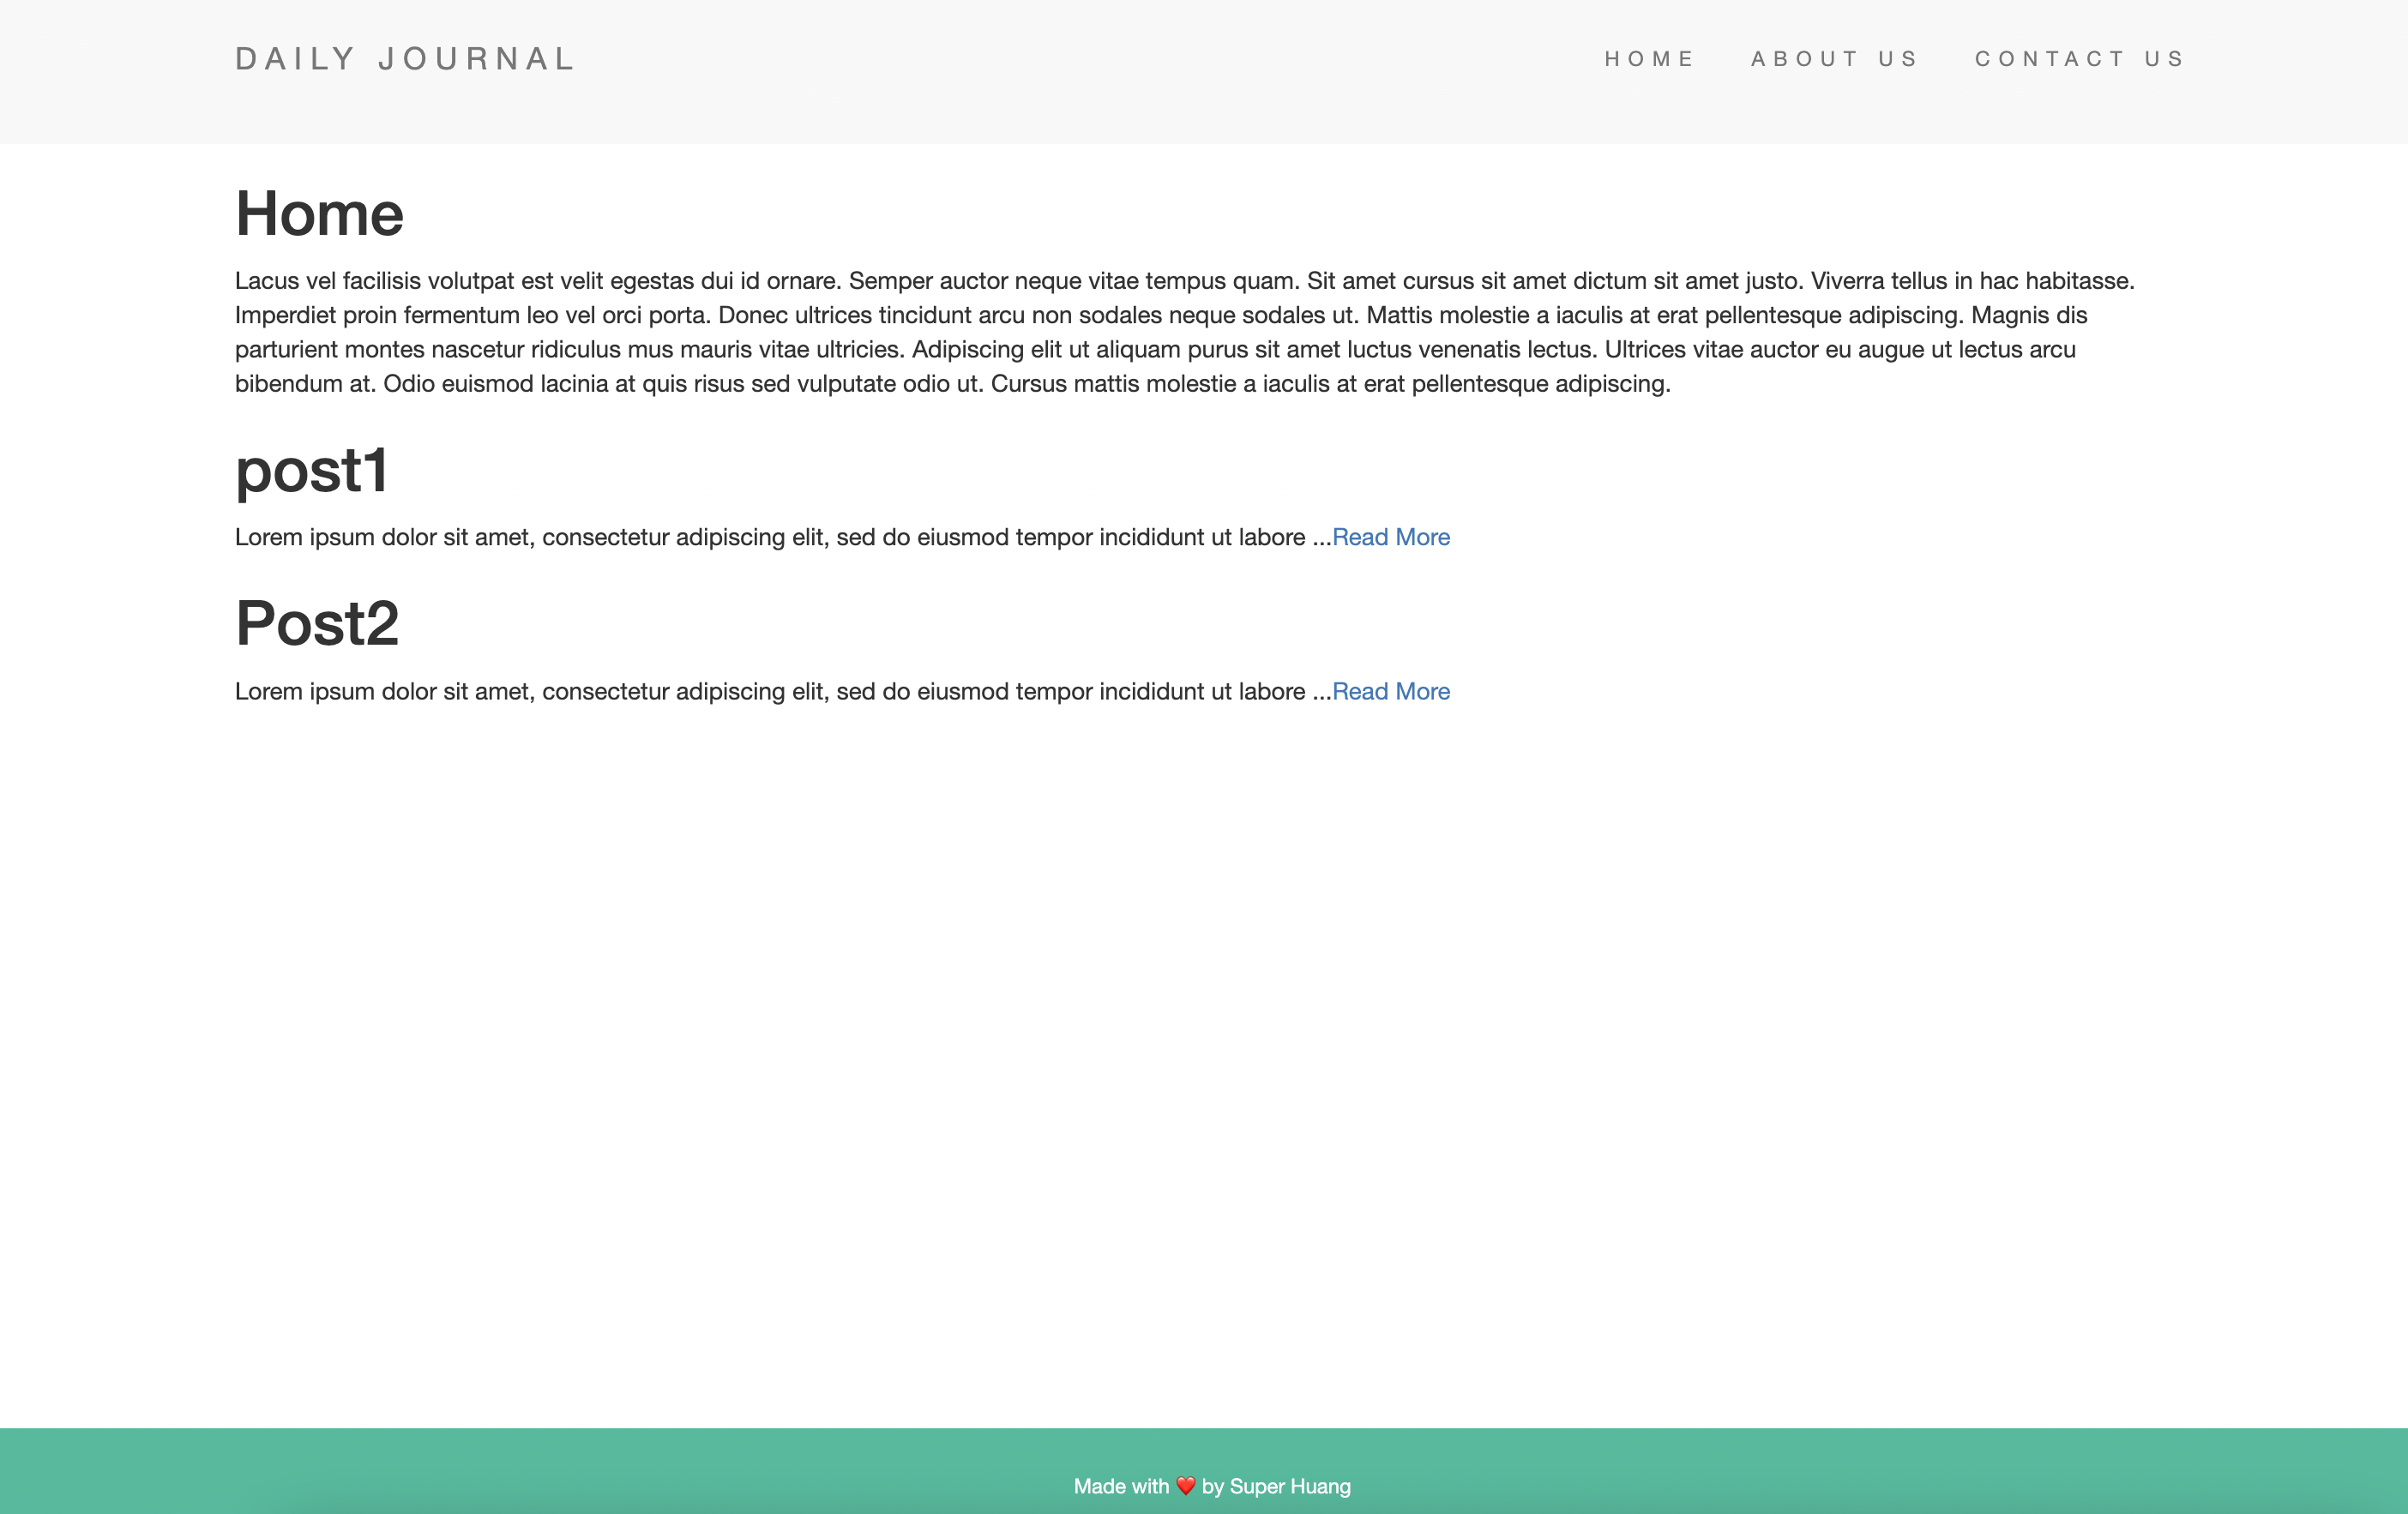 DAILY JOURNAL
HOME
ABOUT US
CONTACT US
Home
Lacus vel facilisis volutpat est velit egestas dui id ornare. Semper auctor neque vitae tempus quam. Sit amet cursus sit amet dictum sit amet justo. Viverra tellus in hac habitasse.
Imperdiet proin fermentum leo vel orci porta. Donec ultrices tincidunt arcu non sodales neque sodales ut. Mattis molestie a iaculis at erat pellentesque adipiscing. Magnis dis
parturient montes nascetur ridiculus mus mauris vitae ultricies. Adipiscing elit ut aliquam purus sit amet luctus venenatis lectus. Ultrices vitae auctor eu augue ut lectus arcu
bibendum at. Odio euismod lacinia at quis risus sed vulputate odio ut. Cursus mattis molestie a iaculis at erat pellentesque adipiscing.
post1
Lorem ipsum dolor sit amet, consectetur adipiscing elit, sed do eiusmod tempor incididunt ut labore ...Read More
Post2
Lorem ipsum dolor sit amet, consectetur adipiscing elit, sed do eiusmod tempor incididunt ut labore ...Read More
Made with ❤️ by Super Huang